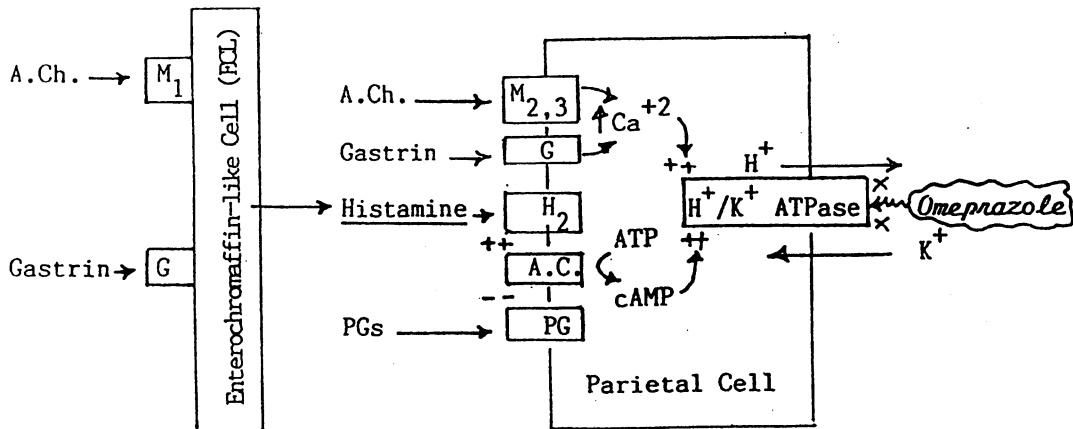 A.Ch.
M1
Gastrin
G
Enterochromaffin-like Cell (ECL)
A.Ch.
M2,3
Ca+2
Gastrin
G
Histamine
H2
++
A.C.
ATP
cAMP
--
PGs
PG
++
H+
H+/K+ ATPase
++
x
x
Omeprazole
K+
Parietal Cell